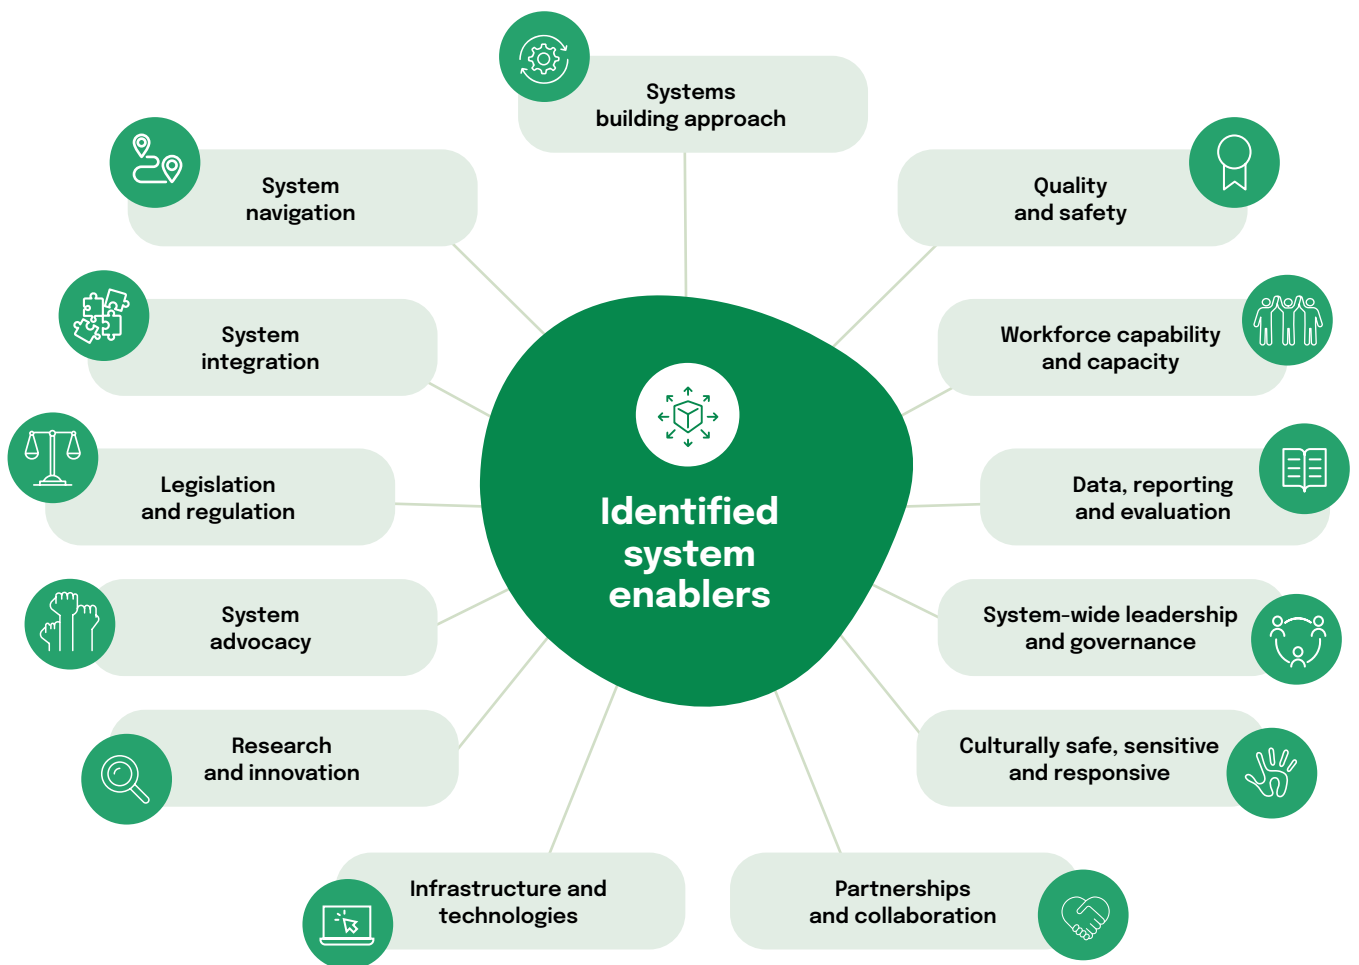 Systems
building approach
System
navigation
Quality
and safety
System
integration
Workforce capability
and capacity
Legislation
and regulation
Identified
system
enablers
Data, reporting
and evaluation
System
advocacy
System-wide leadership
and governance
Research
and innovation
Culturally safe, sensitive
and responsive
Infrastructure and
technologies
Partnerships
and collaboration